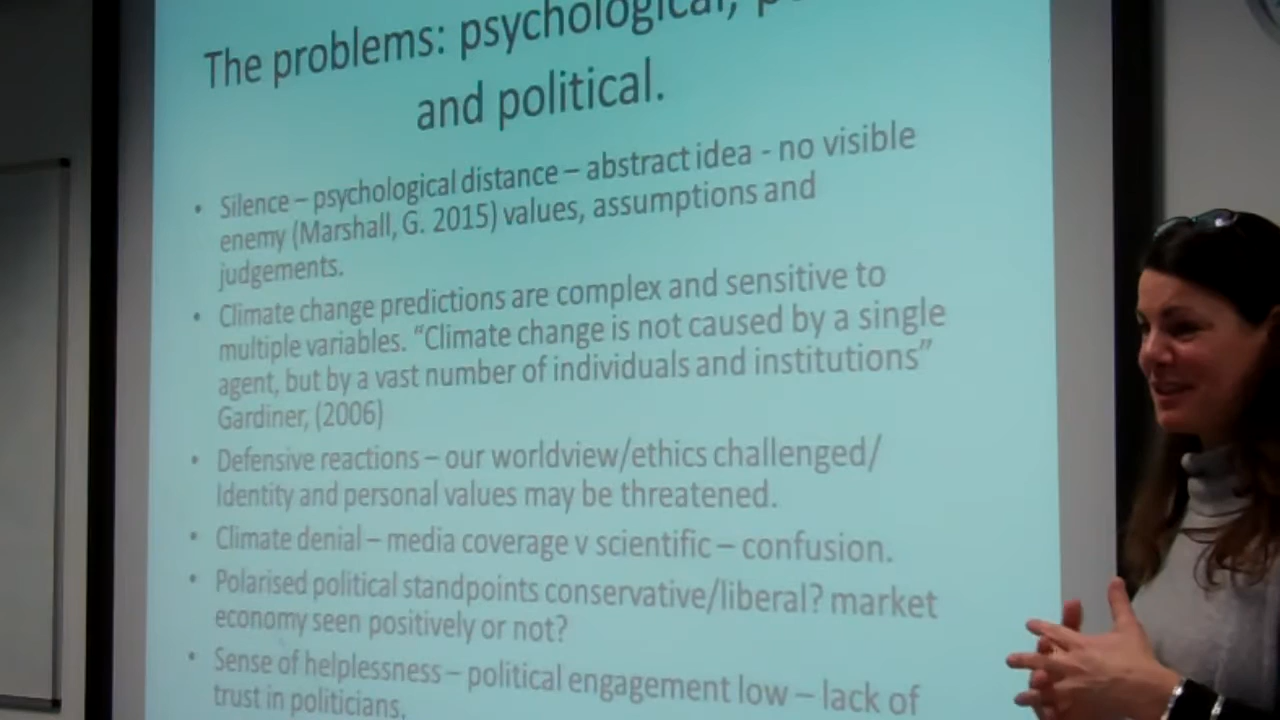 The problems: psychological,
and political.
• Silence – psychological distance – abstract idea - no visible
enemy (Marshall, G. 2015) values, assumptions and
judgements.
• Climate change predictions are complex and sensitive to
multiple variables. “Climate change is not caused by a single
agent, but by a vast number of individuals and institutions”
Gardiner, (2006)
• Defensive reactions – our worldview/ethics challenged/
Identity and personal values may be threatened.
• Climate denial – media coverage v scientific – confusion.
• Polarised political standpoints conservative/liberal? market
economy seen positively or not?
• Sense of helplessness – political engagement low – lack of
trust in politicians.